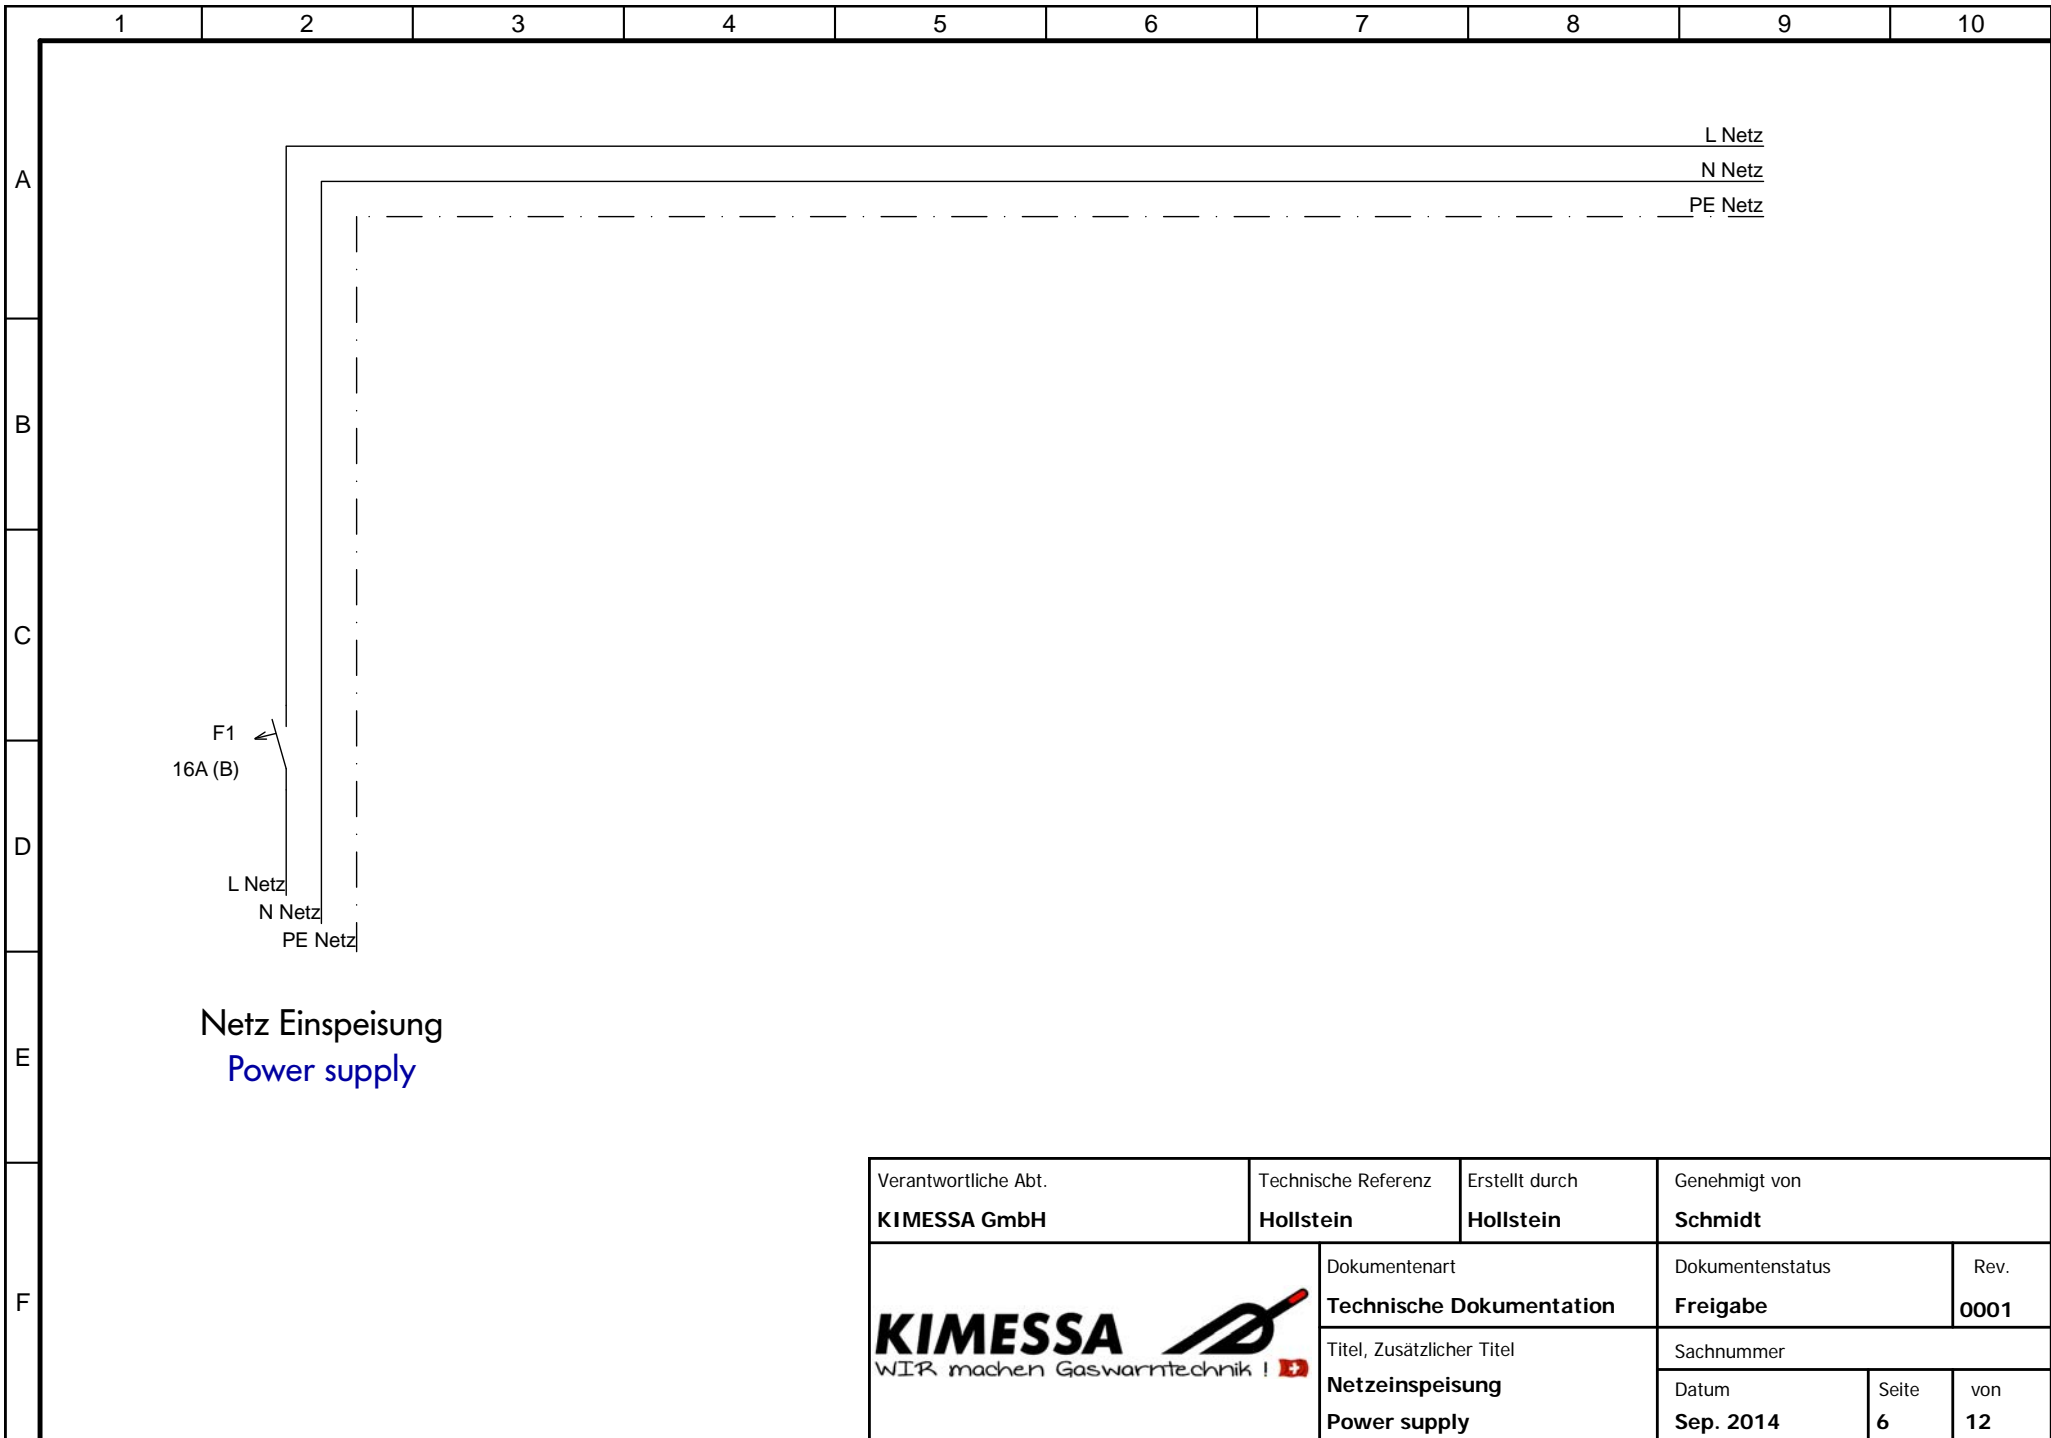 1 2 3 4 5 6 7 8 9 10
A
B
C
D
E
F
L Netz
N Netz
PE Netz
F1
16A (B)
L Netz
N Netz
PE Netz
Netz Einspeisung
Power supply
Verantwortliche Abt.
KIMESSA GmbH
Technische Referenz
Hollstein
Erstellt durch
Hollstein
Genehmigt von
Schmidt
KIMESSA
WIR machen Gaswarntechnik !
Dokumentenart
Technische Dokumentation
Dokumentenstatus
Freigabe
Rev.
0001
Titel, Zusätzlicher Titel
Netzeinspeisung
Power supply
Sachnummer
Datum
Sep. 2014
Seite
6
von
12